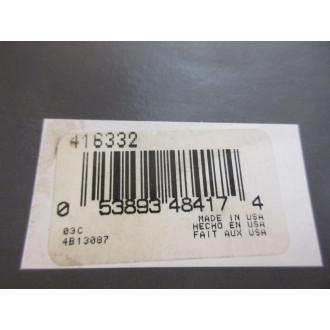 416332
0 53893 48417 4
MADE IN USA
HECHO EN USA
FAIT AUX USA
03C
4B13087